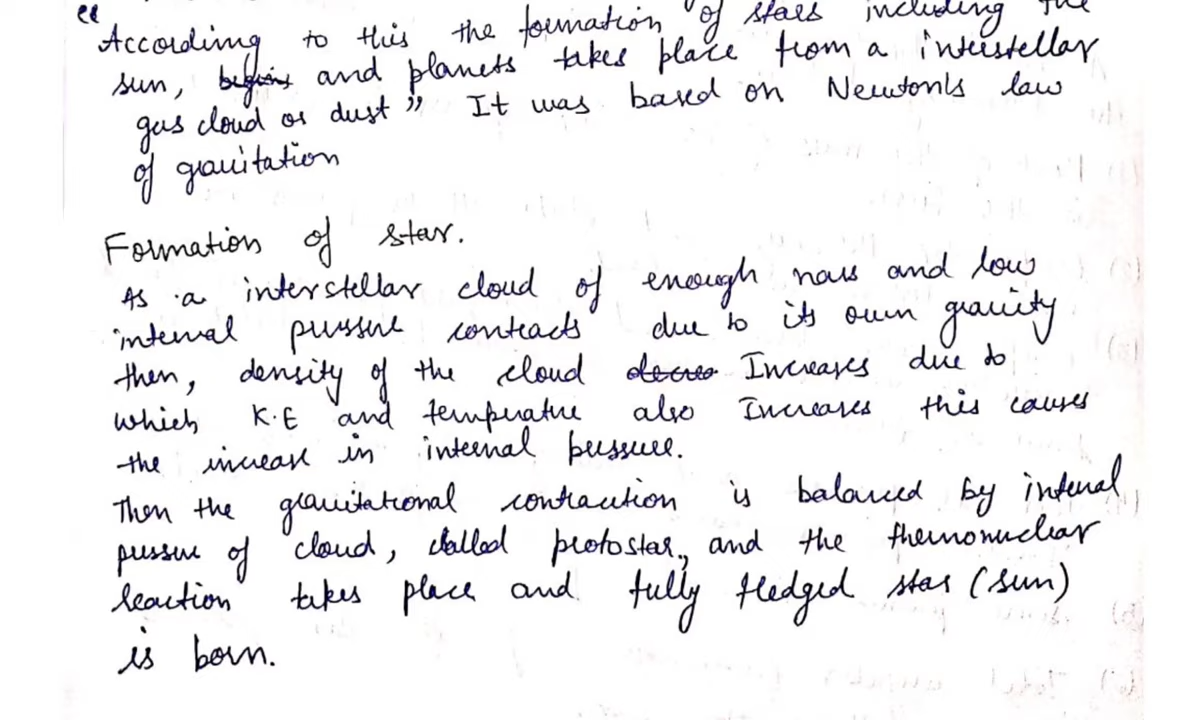 “
According to this the formation of stars including the
sun, begins and planets takes place from a interstellar
gas cloud or dust” It was based on Newton's law
of gravitation
Formation of star.
As a interstellar cloud of enough mass and low
internal pressure contracts due to its own gravity
then, density of the cloud decrea Increases due to
which K.E and temperature also Increases this causes
the increase in internal pressure.
Then the gravitational contraction is balanced by internal
pressure of cloud, called protostar, and the thermonuclear
reaction takes place and fully fledged star (sun)
is born.